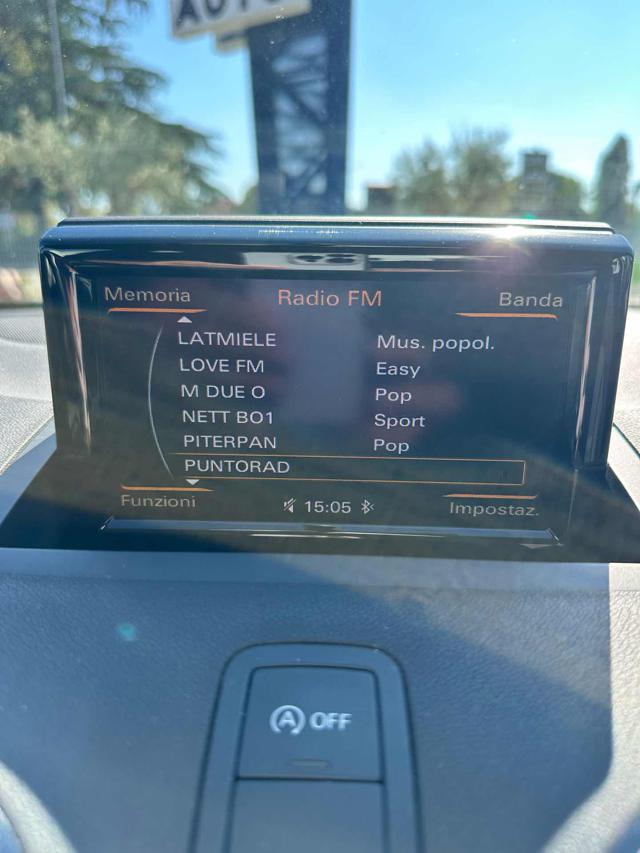 AUTO
Memoria Radio FM Banda
LATMIELE Mus. popol.
LOVE FM Easy
M DUE O Pop
NETT BO1 Sport
PITERPAN Pop
PUNTORAD
Funzioni 15:05 Impostaz.
A OFF